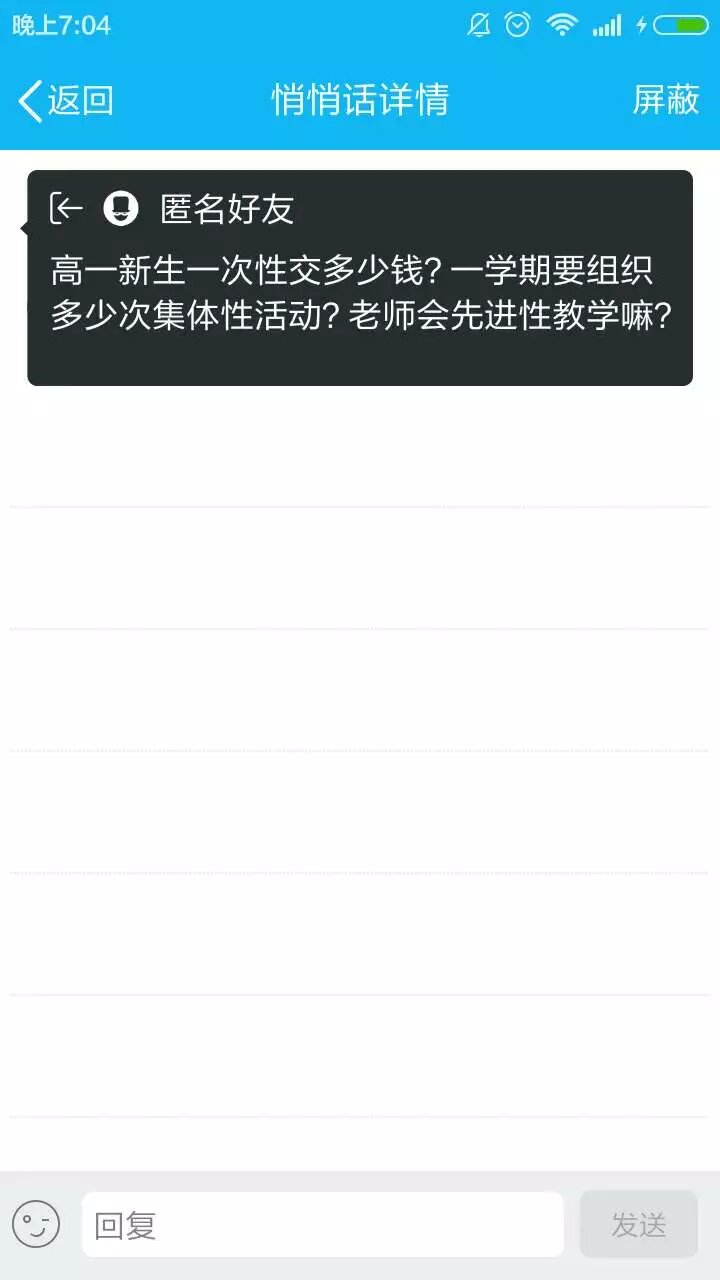 晚上7:04
返回
悄悄话详情
屏蔽
匿名好友
高一新生一次性交多少钱? 一学期要组织
多少次集体性活动? 老师会先进性教学嘛?
回复
发送